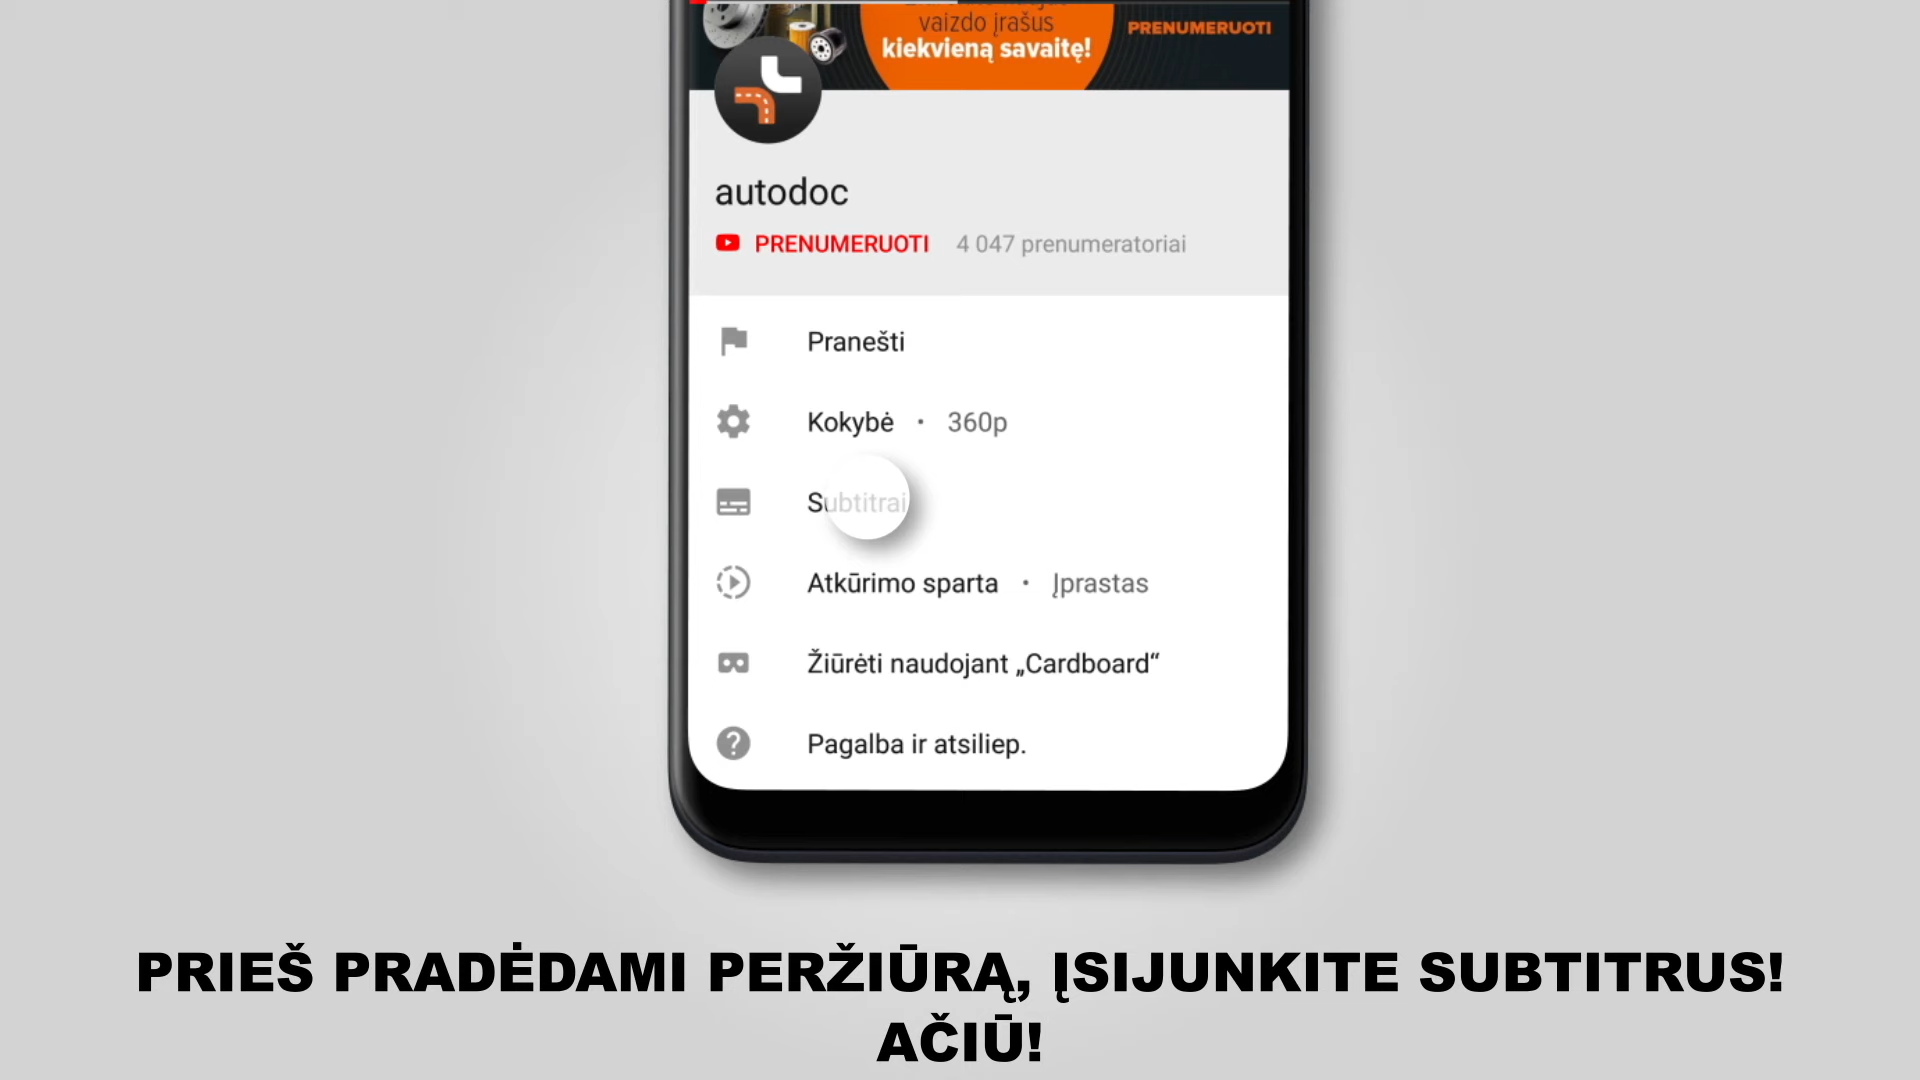 vaizdo įrašus
kiekvieną savaitę!
PRENUMERUOTI
autodoc
PRENUMERUOTI 4 047 prenumeratoriai
Pranešti
Kokybė • 360p
Subtitrai
Atkūrimo sparta • Įprastas
Žiūrėti naudojant „Cardboard“
Pagalba ir atsiliep.
PRIEŠ PRADĖDAMI PERŽIŪRĄ, ĮSIJUNKITE SUBTITRUS!
AČIŪ!